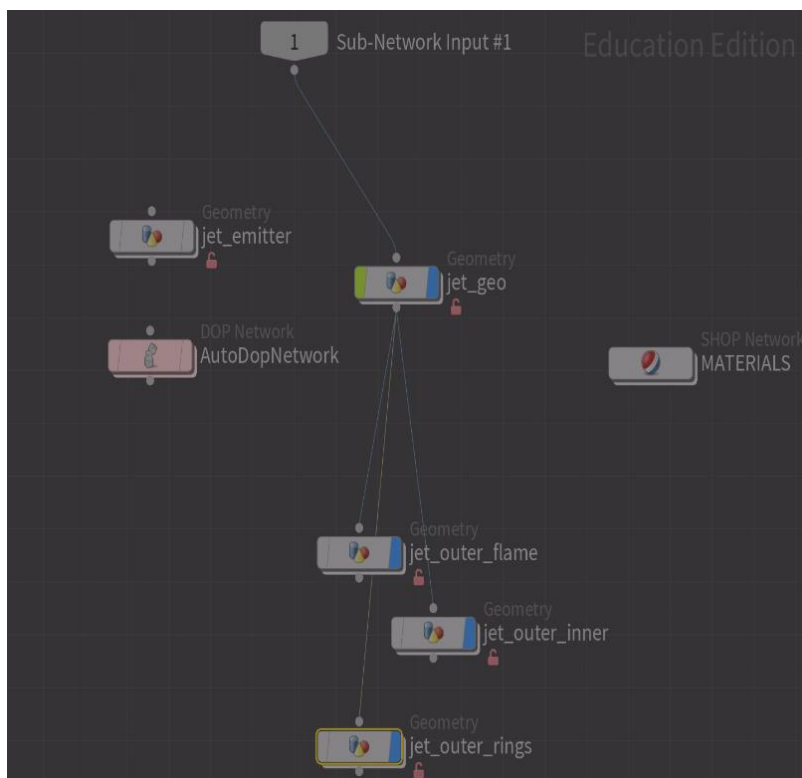 1 Sub-Network Input #1
Education Edition
Geometry
jet_emitter
Geometry
jet_geo
DOP Network
AutoDopNetwork
SHOP Network
MATERIALS
Geometry
jet_outer_flame
Geometry
jet_outer_inner
Geometry
jet_outer_rings